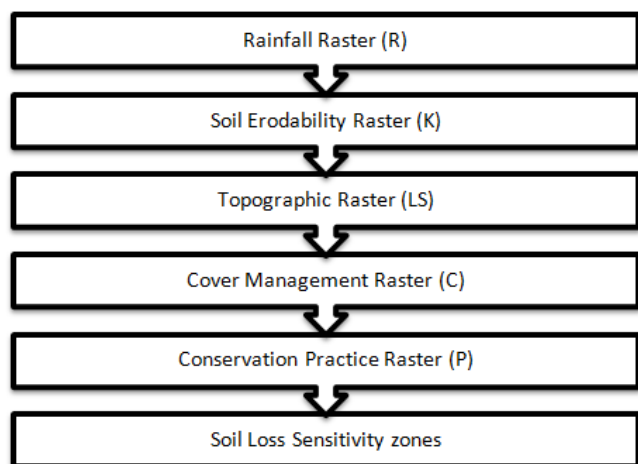 Rainfall Raster (R)
Soil Erodability Raster (K)
Topographic Raster (LS)
Cover Management Raster (C)
Conservation Practice Raster (P)
Soil Loss Sensitivity zones